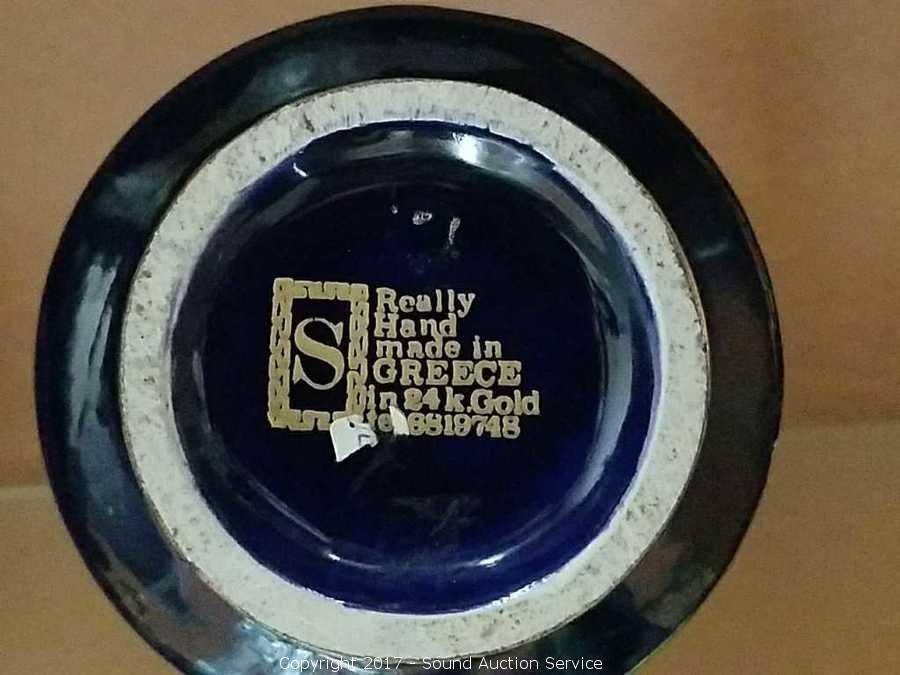 S
Really
Hand
made in
GREECE
in 24 k.Gold
6819748
Copyright 2017 - Sound Auction Service